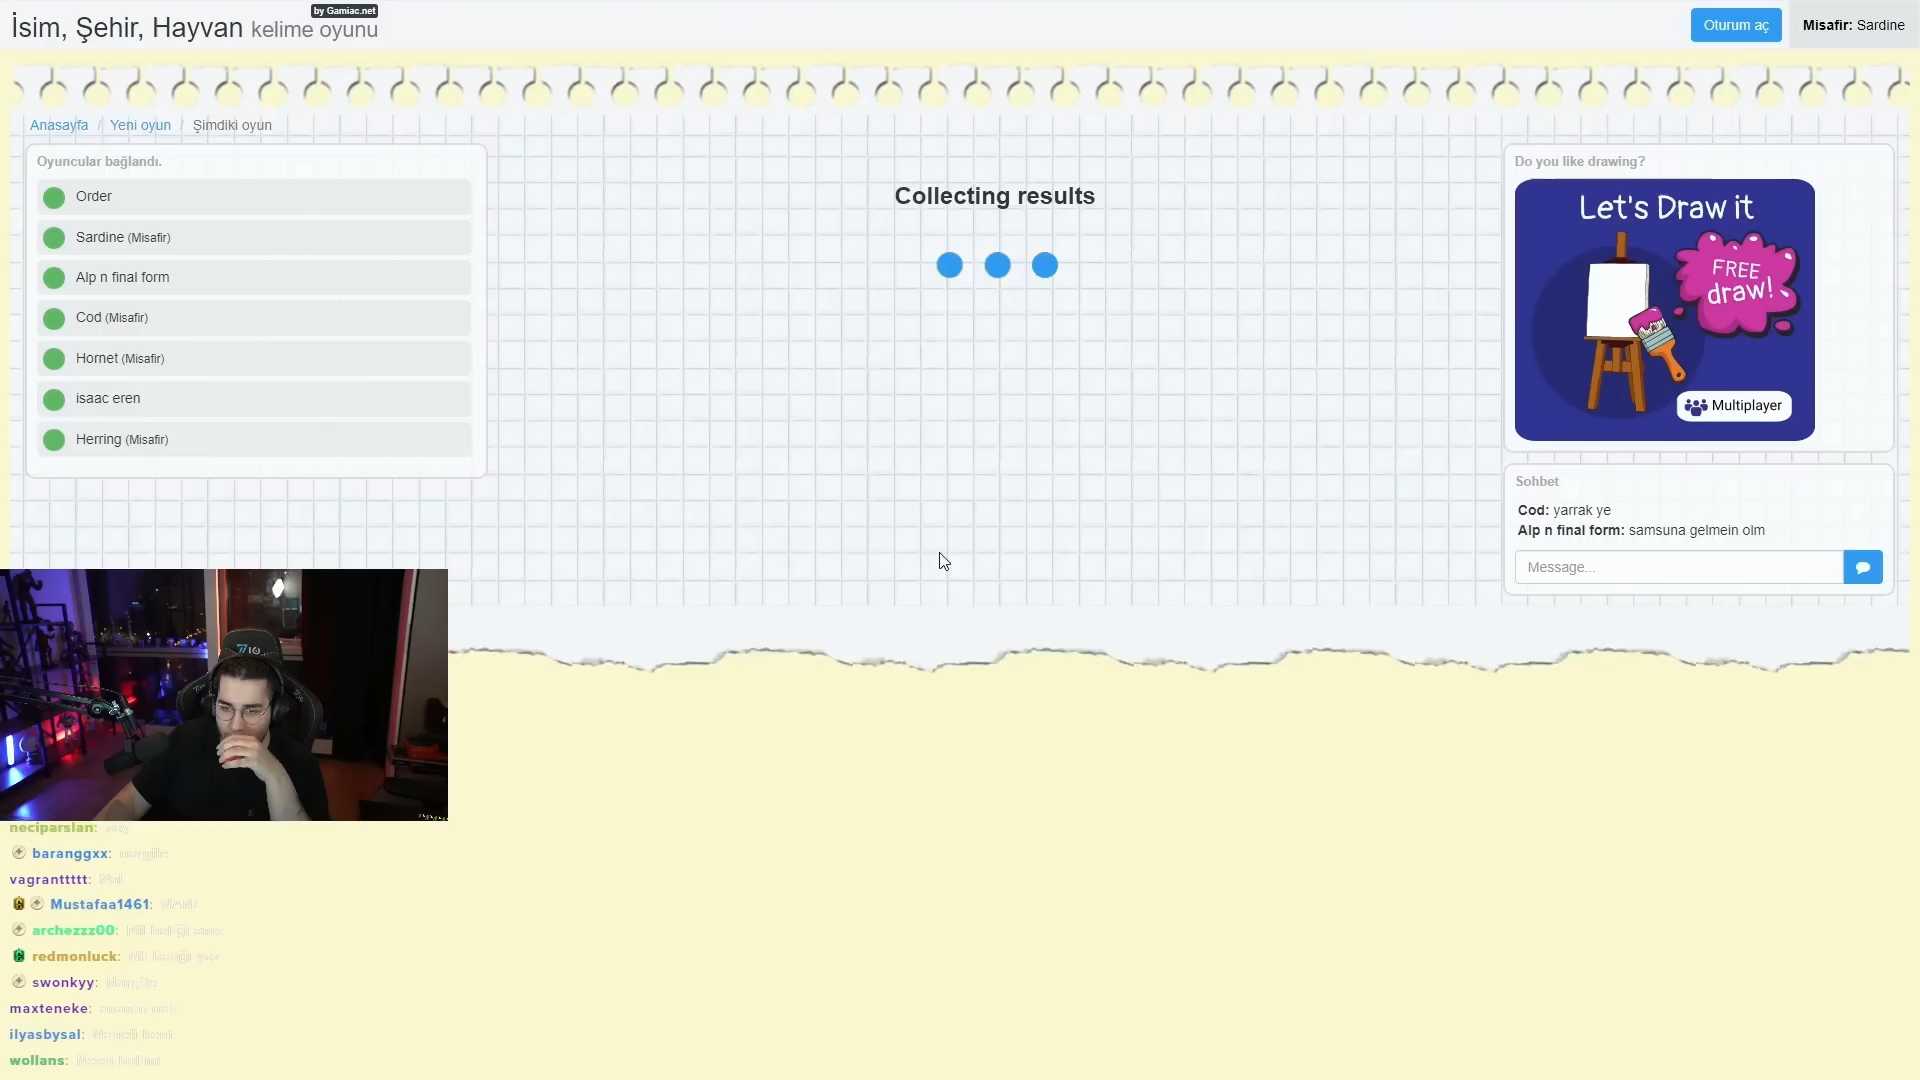 İsim, Şehir, Hayvan kelime oyunu
by Gamiac.net
Oturum aç
Misafir: Sardine
Anasayfa / Yeni oyun / Şimdiki oyun
Oyuncular bağlandı.
Order
Sardine (Misafir)
Alp n final form
Cod (Misafir)
Hornet (Misafir)
isaac eren
Herring (Misafir)
Collecting results
Do you like drawing?
Let's Draw it
FREE
draw!
Multiplayer
Sohbet
Cod: yarrak ye
Alp n final form: samsuna gelmein olm
Message...
neciparslan:
baranggxx:
vagranttttt:
Mustafaa1461:
archezzz00:
redmonluck:
swonkyy:
maxteneke:
ilyasbysal:
wollans: